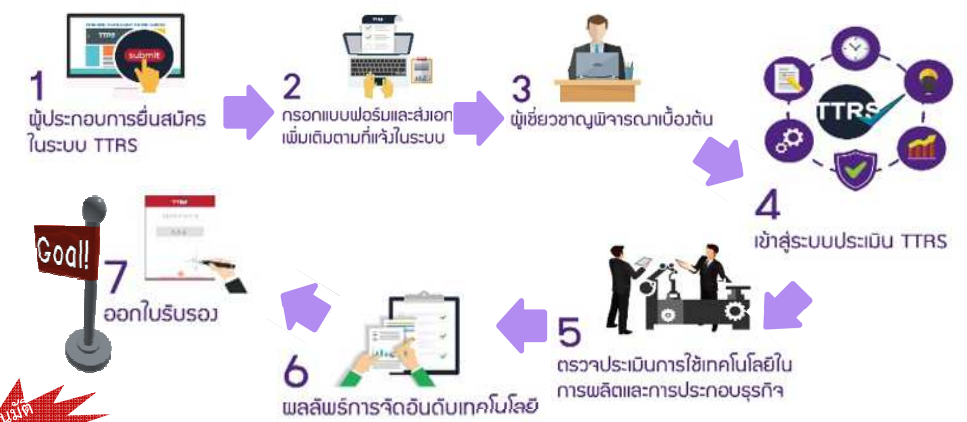 TTRS
submit
1
ผู้ประกอบการยื่นสมัคร
ในระบบ TTRS
TTRS
2
กรอกแบบฟอร์มและส่งเอก
เพิ่มเติมตามที่แจ้งในระบบ
3
ผู้เชี่ยวชาญพิจารณาเบื้องต้น
TTRS
4
เข้าสู่ระบบประเมิน TTRS
5
ตรวจประเมินการใช้เทคโนโลยีใน
การผลิตและการประกอบธุรกิจ
6
ผลลัพธ์การจัดอันดับเทคโนโลยี
TTRS
7
ออกใบรับรอง
Goal!